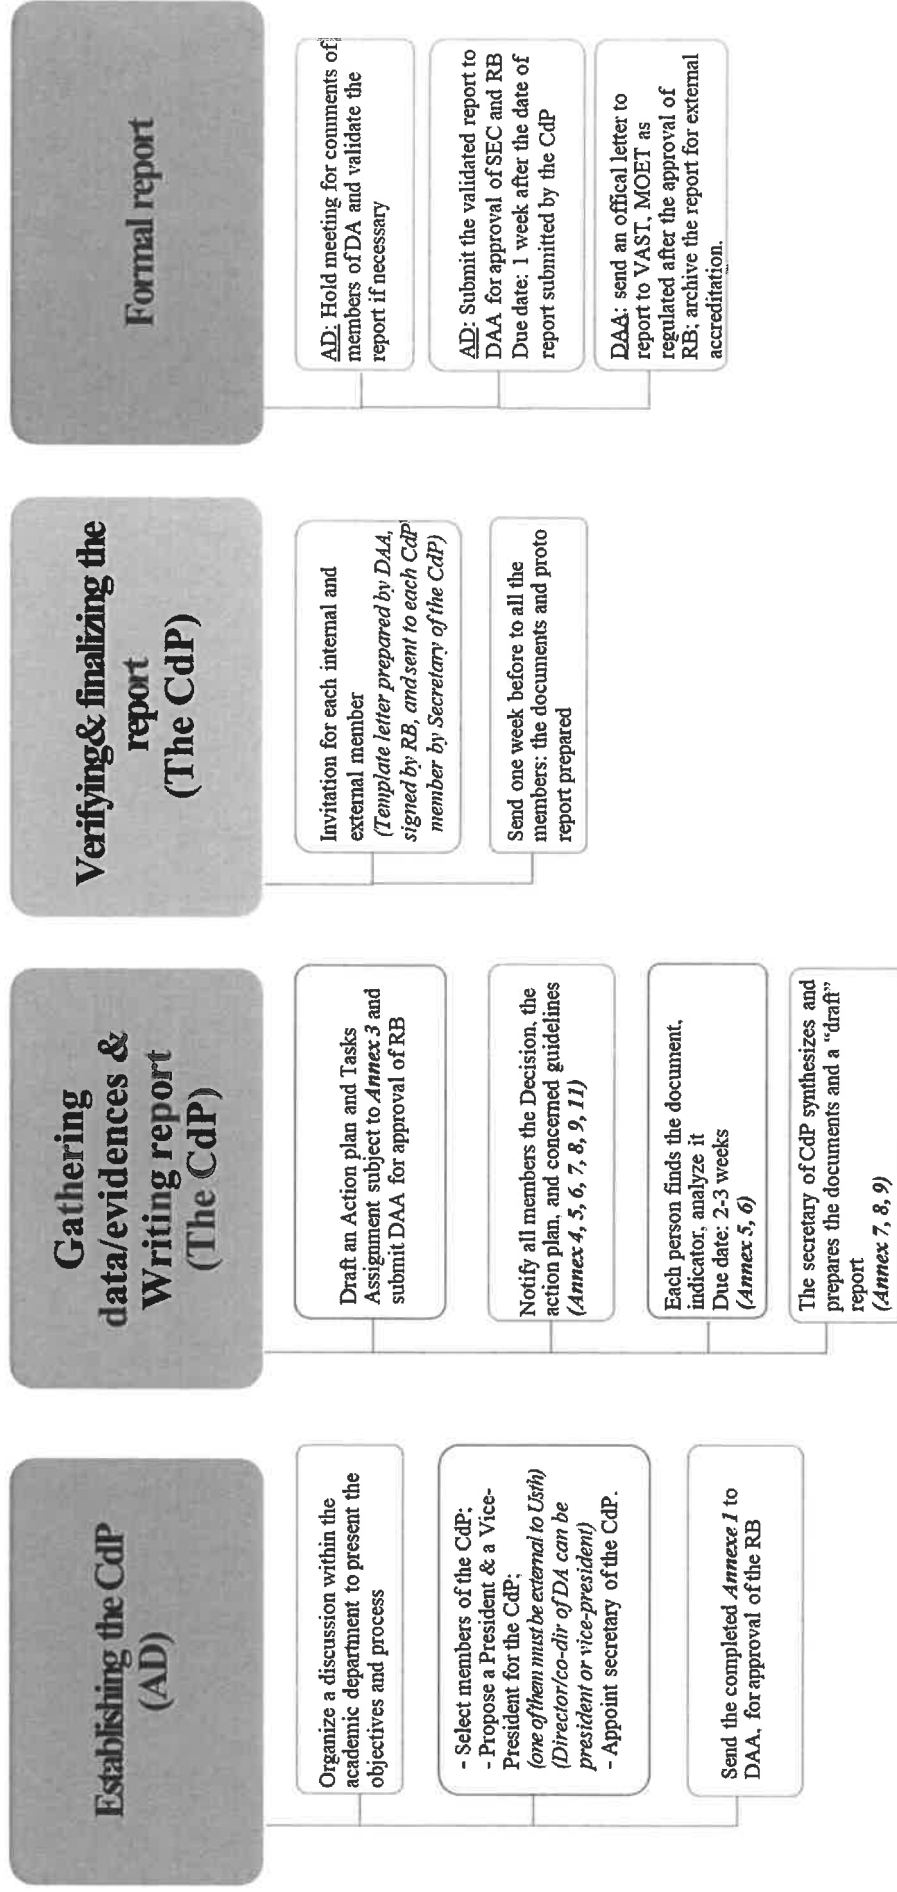 Establishing the CdP
(AD)
Organize a discussion within the
academic department to present the
objectives and process
- Select members of the CdP;
- Propose a President & a Vice-
President for the CdP;
(one of them must be external to Usth)
(Director/co-dir of DA can be
president or vice-president)
- Appoint secretary of the CdP.
Send the completed Annexe 1 to
DAA, for approval of the RB
Gathering
data/evidences &
Writing report
(The CdP)
Draft an Action plan and Tasks
Assignment subject to Annex 3 and
submit DAA for approval of RB
Notify all members the Decision, the
action plan, and concerned guidelines
(Annex 4, 5, 6, 7, 8, 9, 11)
Each person finds the document,
indicator, analyze it
Due date: 2-3 weeks
(Annex 5, 6)
The secretary of CdP synthesizes and
prepares the documents and a “draft”
report
(Annex 7, 8, 9)
Verifying& finalizing the
report
(The CdP)
Invitation for each internal and
external member
(Template letter prepared by DAA,
signed by RB, and sent to each CdP
member by Secretary of the CdP)
Send one week before to all the
members: the documents and proto
report prepared
Formal report
AD: Hold meeting for comments of
members of DA and validate the
report if necessary
AD: Submit the validated report to
DAA for approval of SEC and RB
Due date: 1 week after the date of
report submitted by the CdP
DAA: send an offical letter to
report to VAST, MOET as
regulated after the approval of
RB; archive the report for external
accreditation.